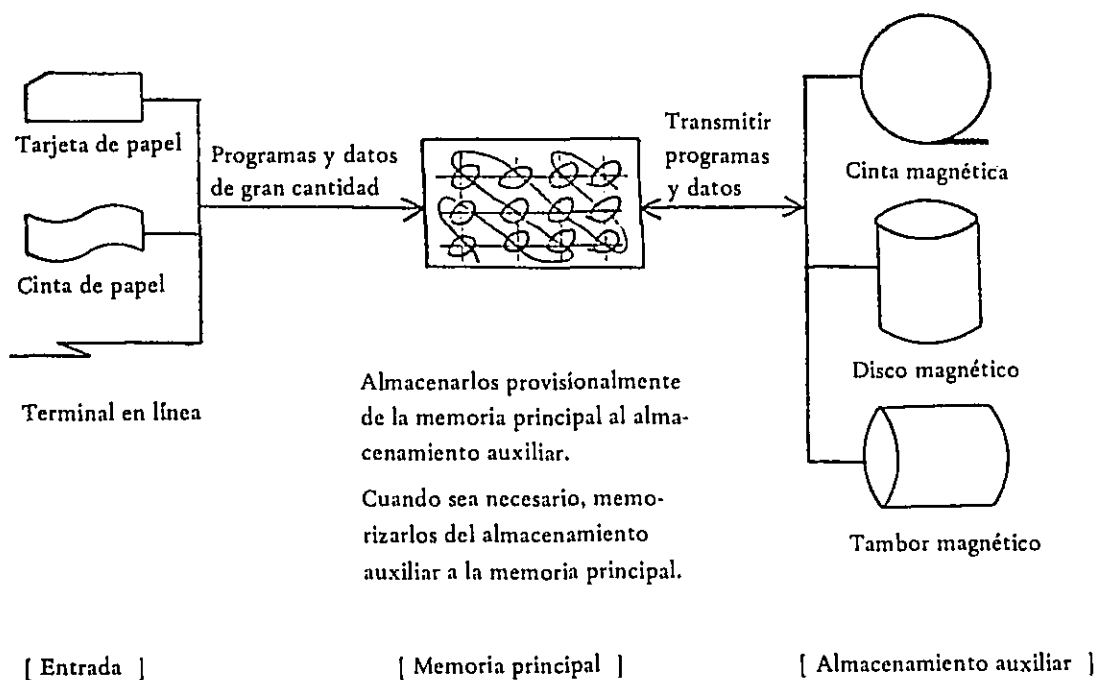 Tarjeta de papel
Cinta de papel
Terminal en línea
Programas y datos
de gran cantidad
Transmitir
programas
y datos
Cinta magnética
Disco magnético
Tambor magnético
Almacenarlos provisionalmente
de la memoria principal al alma-
cenamiento auxiliar.
Cuando sea necesario, memo-
rizarlos del almacenamiento
auxiliar a la memoria principal.
[ Entrada ]
[ Memoria principal ]
[ Almacenamiento auxiliar ]